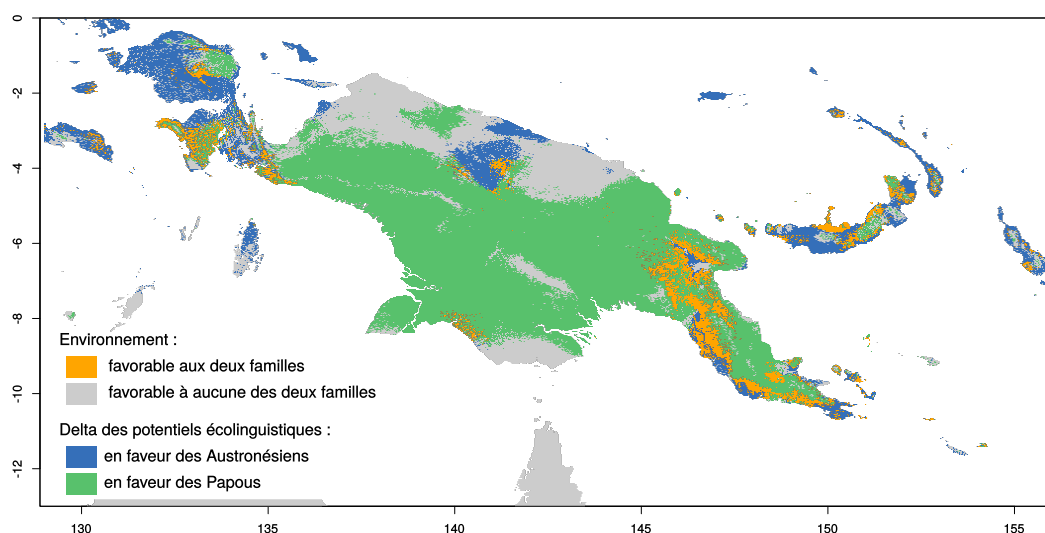 0
-2
-4
-6
-8
-10
-12
Environnement :
favorable aux deux familles
favorable à aucune des deux familles
Delta des potentiels écolinguistiques :
en faveur des Austronésiens
en faveur des Papous
130 135 140 145 150 155